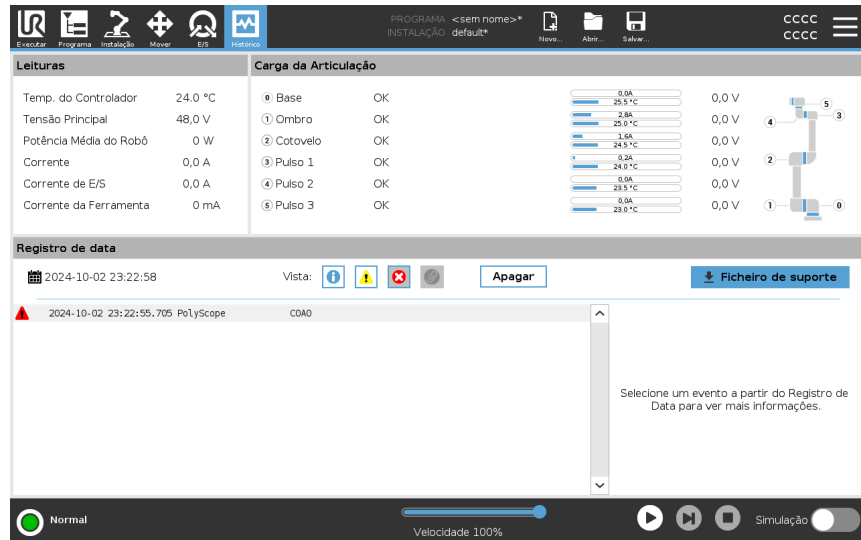 UR
Executar Programa Instalação Mover E/S Histórico
PROGRAMA <sem nome>*
INSTALAÇÃO default*
Novo... Abrir... Salvar...
CCCC
CCCC
Leituras
Temp. do Controlador 24.0 °C
Tensão Principal 48,0 V
Potência Média do Robô 0 W
Corrente 0,0 A
Corrente de E/S 0,0 A
Corrente da Ferramenta 0 mA
Carga da Articulação
0 Base OK 0,0A 25.5 °C 0,0 V
1 Ombro OK 2,8A 25.0 °C 0,0 V
2 Cotovelo OK 1,6A 24.5 °C 0,0 V
3 Pulso 1 OK 0,2A 24.0 °C 0,0 V
4 Pulso 2 OK 0,0A 23.5 °C 0,0 V
5 Pulso 3 OK 0,0A 23.0 °C 0,0 V
5
4 3
2
1 0
Registro de data
2024-10-02 23:22:58 Vista: Apagar Ficheiro de suporte
2024-10-02 23:22:55.705 PolyScope C0A0
Selecione um evento a partir do Registro de
Data para ver mais informações.
Normal
Velocidade 100%
Simulação